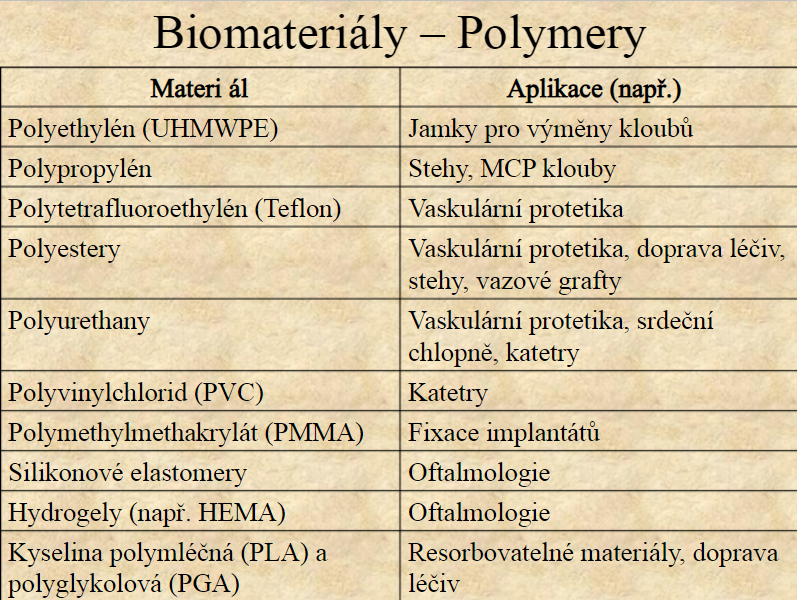 Biomateriály – Polymery
Materi ál
Aplikace (např.)
Polyethylén (UHMWPE)
Jamky pro výměny kloubů
Polypropylén
Stehy, MCP klouby
Polytetrafluoroethylén (Teflon)
Vaskulární protetika
Polyestery
Vaskulární protetika, doprava léčiv,
stehy, vazové grafty
Polyurethany
Vaskulární protetika, srdeční
chlopně, katetry
Polyvinylchlorid (PVC)
Katetry
Polymethylmethakrylát (PMMA)
Fixace implantátů
Silikonové elastomery
Oftalmologie
Hydrogely (např. HEMA)
Oftalmologie
Kyselina polymléčná (PLA) a
polyglykolová (PGA)
Resorbovatelné materiály, doprava
léčiv